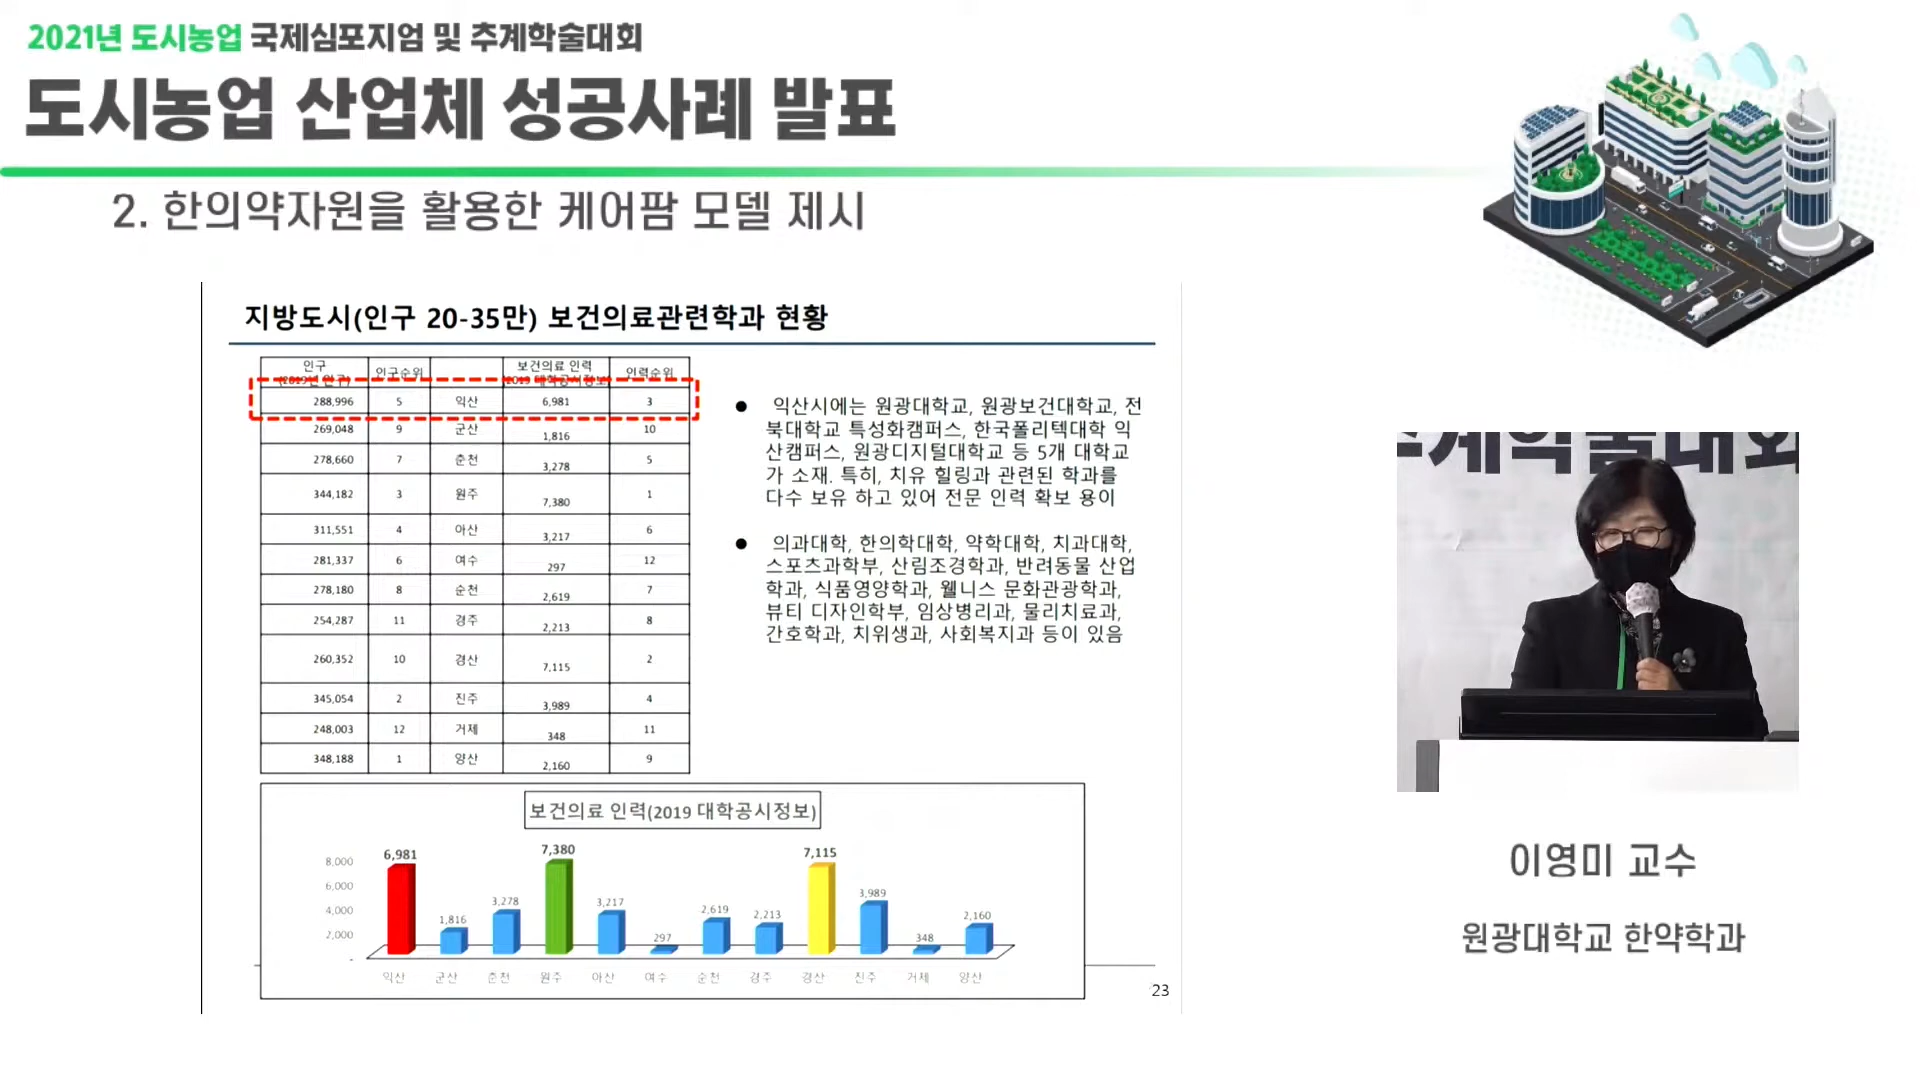 2021년 도시농업 국제심포지엄 및 추계학술대회
도시농업 산업체 성공사례 발표
2. 한의약자원을 활용한 케어팜 모델 제시
지방도시(인구 20-35만) 보건의료관련학과 현황
인구 (2019년 인구) 인구순위 보건의료 인력 (2019 대학공시정보) 인력순위
288,996 5 익산 6,981 3
269,048 9 군산 1,816 10
278,660 7 춘천 3,278 5
344,182 3 원주 7,380 1
311,551 4 아산 3,217 6
281,337 6 여수 297 12
278,180 8 순천 2,619 7
254,287 11 경주 2,213 8
260,352 10 경산 7,115 2
345,054 2 진주 3,989 4
248,003 12 거제 348 11
348,188 1 양산 2,160 9
● 익산시에는 원광대학교, 원광보건대학교, 전
북대학교 특성화캠퍼스, 한국폴리텍대학 익
산캠퍼스, 원광디지털대학교 등 5개 대학교
가 소재. 특히, 치유 힐링과 관련된 학과를
다수 보유 하고 있어 전문 인력 확보 용이
● 의과대학, 한의학대학, 약학대학, 치과대학,
스포츠과학부, 산림조경학과, 반려동물 산업
학과, 식품영양학과, 웰니스 문화관광학과,
뷰티 디자인학부, 임상병리과, 물리치료과,
간호학과, 치위생과, 사회복지과 등이 있음
보건의료 인력(2019 대학공시정보)
8,000
6,000
4,000
2,000
-
6,981 1,816 3,278 7,380 3,217 297 2,619 2,213 7,115 3,989 348 2,160
익산 군산 춘천 원주 아산 여수 순천 경주 경산 진주 거제 양산
23
추계학술대회
이영미 교수
원광대학교 한약학과